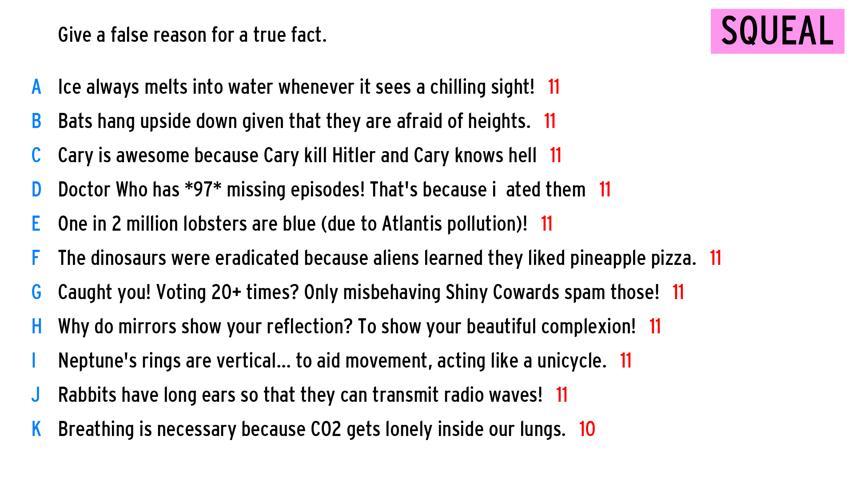 Give a false reason for a true fact.
SQUEAL
A Ice always melts into water whenever it sees a chilling sight! 11
B Bats hang upside down given that they are afraid of heights. 11
C Cary is awesome because Cary kill Hitler and Cary knows hell 11
D Doctor Who has *97* missing episodes! That's because i  ated them 11
E One in 2 million lobsters are blue (due to Atlantis pollution)! 11
F The dinosaurs were eradicated because aliens learned they liked pineapple pizza. 11
G Caught you! Voting 20+ times? Only misbehaving Shiny Cowards spam those! 11
H Why do mirrors show your reflection? To show your beautiful complexion! 11
I Neptune's rings are vertical... to aid movement, acting like a unicycle. 11
J Rabbits have long ears so that they can transmit radio waves! 11
K Breathing is necessary because CO2 gets lonely inside our lungs. 10